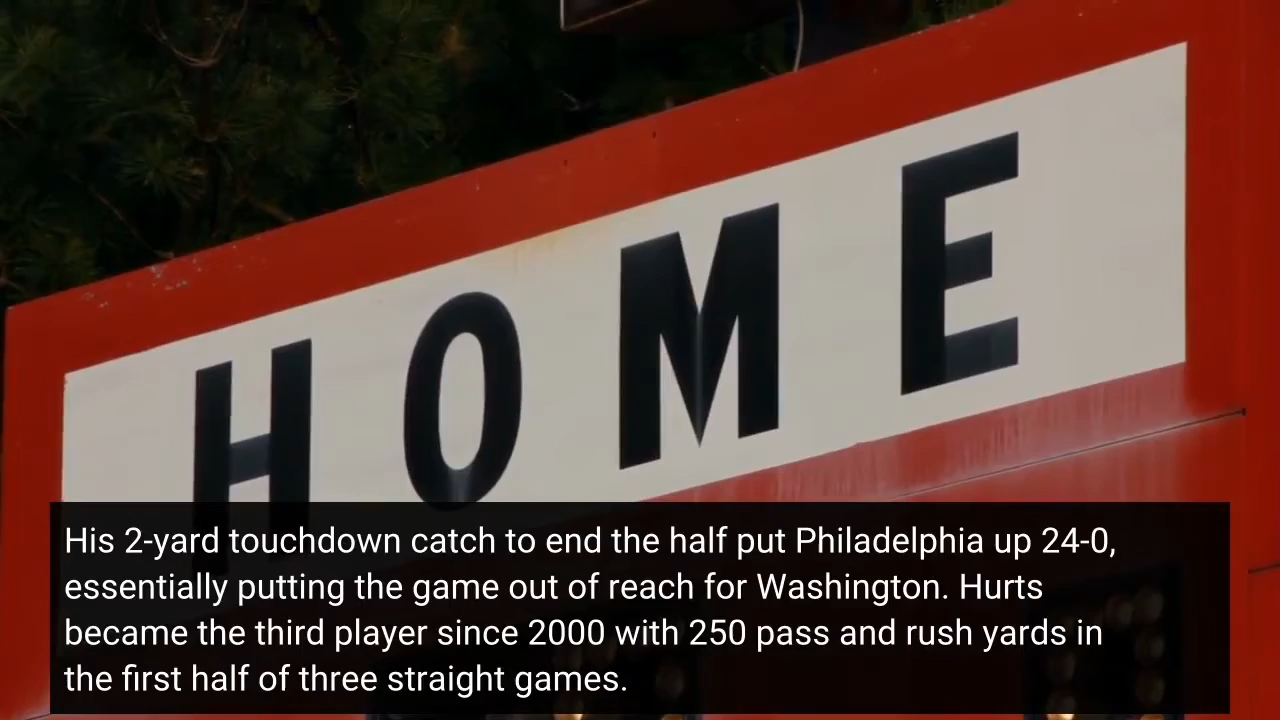 HOME
His 2-yard touchdown catch to end the half put Philadelphia up 24-0,
essentially putting the game out of reach for Washington. Hurts
became the third player since 2000 with 250 pass and rush yards in
the first half of three straight games.